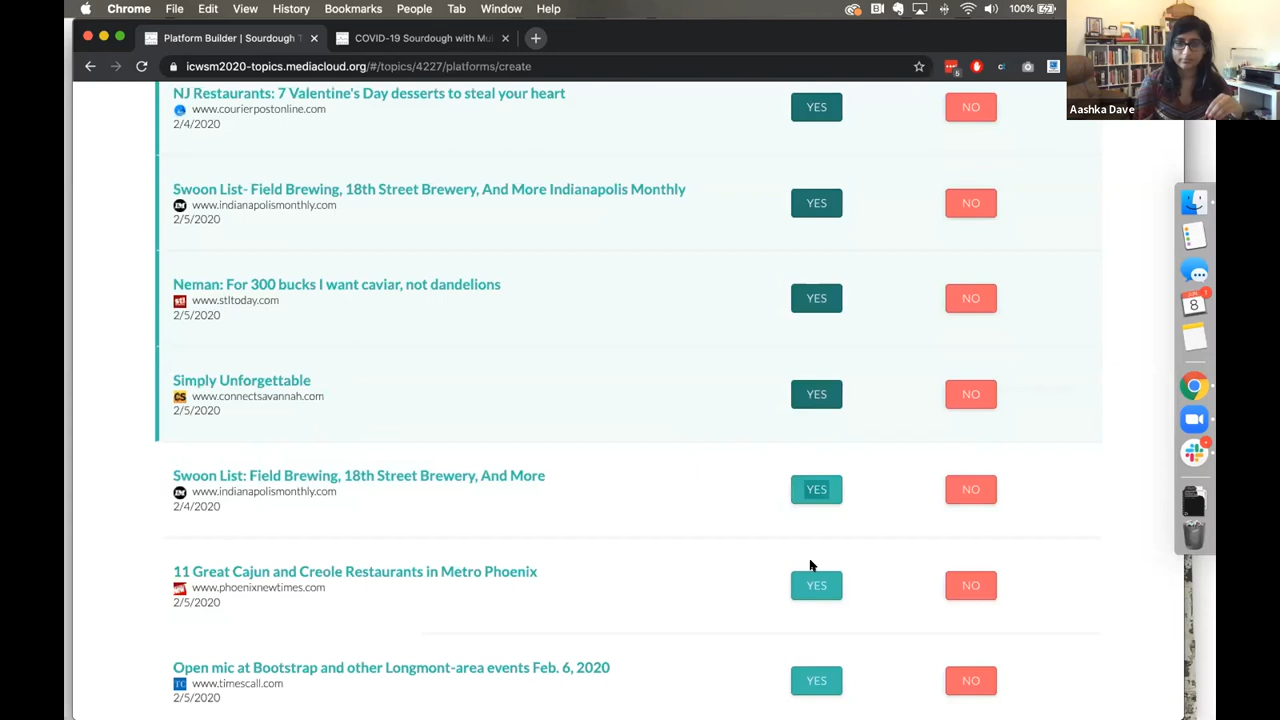 Chrome File Edit View History Bookmarks People Tab Window Help
100%
Platform Builder | Sourdough T
COVID-19 Sourdough with Mul
icwsm2020-topics.mediacloud.org/#/topics/4227/platforms/create
Aashka Dave
NJ Restaurants: 7 Valentine's Day desserts to steal your heart
www.courierpostonline.com
2/4/2020
YES
NO
Swoon List- Field Brewing, 18th Street Brewery, And More Indianapolis Monthly
www.indianapolismonthly.com
2/5/2020
YES
NO
Neman: For 300 bucks I want caviar, not dandelions
www.stltoday.com
2/5/2020
YES
NO
Simply Unforgettable
www.connectsavannah.com
2/5/2020
YES
NO
Swoon List: Field Brewing, 18th Street Brewery, And More
www.indianapolismonthly.com
2/4/2020
YES
NO
11 Great Cajun and Creole Restaurants in Metro Phoenix
www.phoenixnewtimes.com
2/5/2020
YES
NO
Open mic at Bootstrap and other Longmont-area events Feb. 6, 2020
www.timescall.com
2/5/2020
YES
NO
8